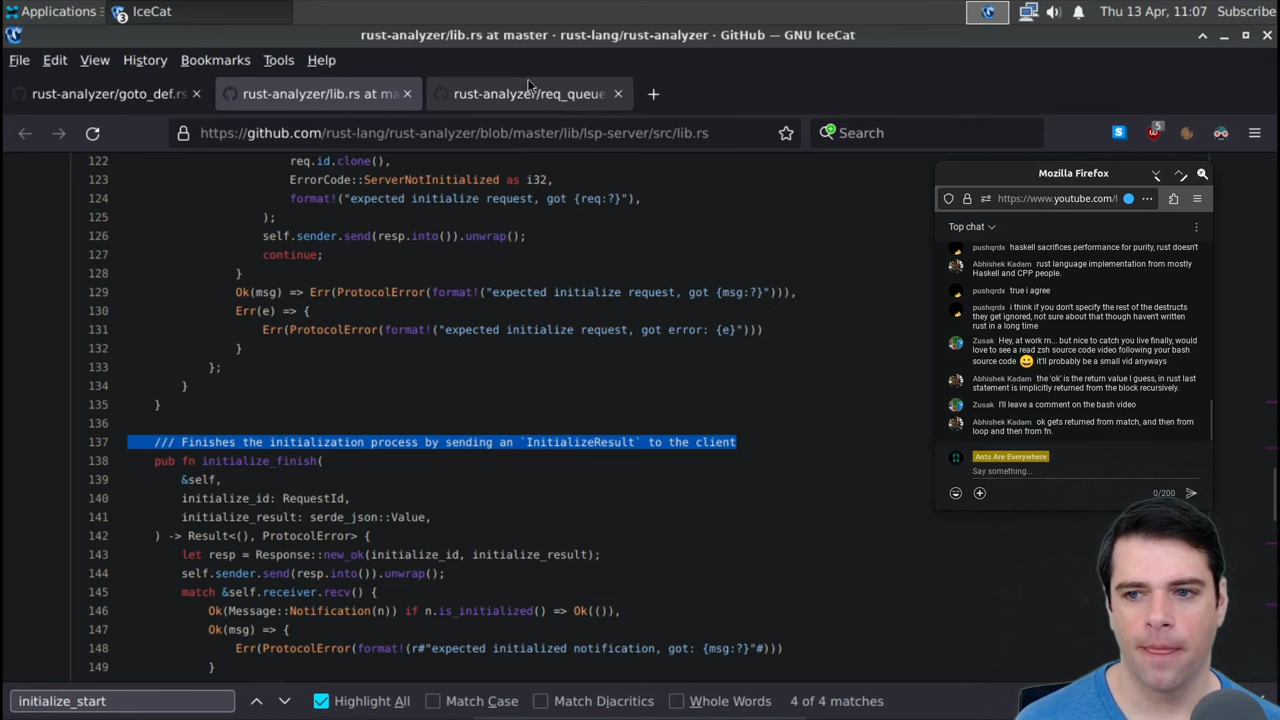 Applications
3
IceCat
Thu 13 Apr, 11:07
Subscribe
rust-analyzer/lib.rs at master · rust-lang/rust-analyzer · GitHub — GNU IceCat
File Edit View History Bookmarks Tools Help
rust-analyzer/goto_def.rs
rust-analyzer/lib.rs at ma
rust-analyzer/req_queue
https://github.com/rust-lang/rust-analyzer/blob/master/lib/lsp-server/src/lib.rs
Search
5
122 req.id.clone(),
123 ErrorCode::ServerNotInitialized as i32,
124 format!("expected initialize request, got {req:?}"),
125 );
126 self.sender.send(resp.into()).unwrap();
127 continue;
128 }
129 Ok(msg) => Err(ProtocolError(format!("expected initialize request, got {msg:?}"))),
130 Err(e) => {
131 Err(ProtocolError(format!("expected initialize request, got error: {e}")))
132 }
133 };
134 }
135 }
136
137 /// Finishes the initialization process by sending an `InitializeResult` to the client
138 pub fn initialize_finish(
139 &self,
140 initialize_id: RequestId,
141 initialize_result: serde_json::Value,
142 ) -> Result<(), ProtocolError> {
143 let resp = Response::new_ok(initialize_id, initialize_result);
144 self.sender.send(resp.into()).unwrap();
145 match &self.receiver.recv() {
146 Ok(Message::Notification(n)) if n.is_initialized() => Ok(()),
147 Ok(msg) => {
148 Err(ProtocolError(format!(r#"expected initialized notification, got: {msg:?}"#)))
149 }
Mozilla Firefox
https://www.youtube.com/l
Top chat
pushqrdx haskell sacrifices performance for purity, rust doesn't
Abhishek Kadam rust language implementation from mostly
Haskell and CPP people.
pushqrdx true i agree
pushqrdx i think if you don't specify the rest of the destructs
they get ignored, not sure about that though haven't written
rust in a long time
Zusak Hey, at work rn... but nice to catch you live finally, would
love to see a read zsh source code video following your bash
source code 😀 it'll probably be a small vid anyways
Abhishek Kadam the 'ok' is the return value I guess, in rust last
statement is implicitly returned from the block recursively.
Zusak I'll leave a comment on the bash video
Abhishek Kadam ok gets returned from match, and then from
loop and then from fn.
Ants Are Everywhere
Say something...
0/200
initialize_start
Highlight All
Match Case
Match Diacritics
Whole Words
4 of 4 matches